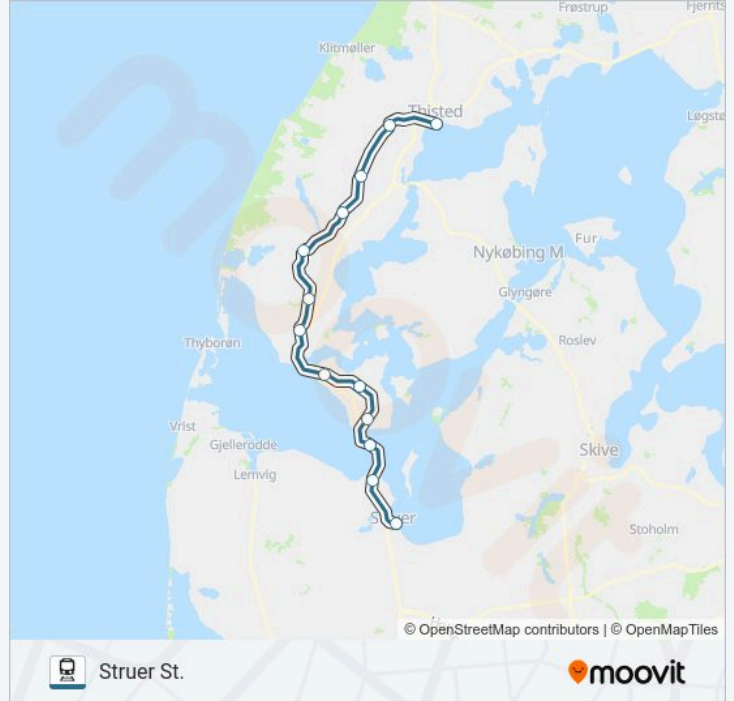 Frøstrup
Fjerrits
Klitmøller
Thisted
Løgstø
Fur
Nykøbing M
Glyngøre
Thyborøn
Roslev
Vrist
Gjellerodde
Skive
Lemvig
Struer
Stoholm
© OpenStreetMap contributors | © OpenMapTiles
Struer St.
moovit